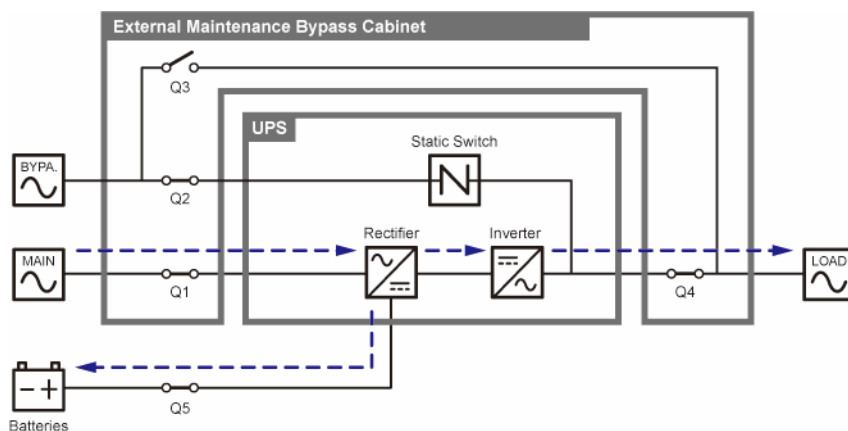 External Maintenance Bypass Cabinet
Q3
UPS
Static Switch
BYPA.
Q2
Rectifier
Inverter
MAIN
LOAD
Q1
Q4
Q5
Batteries